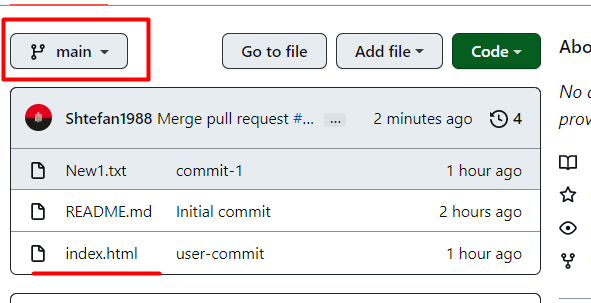 main
Go to file
Add file
Code
Abo
Shtefan1988 Merge pull request #... ... 2 minutes ago 4
No
prov
New1.txt commit-1 1 hour ago
README.md Initial commit 2 hours ago
index.html user-commit 1 hour ago